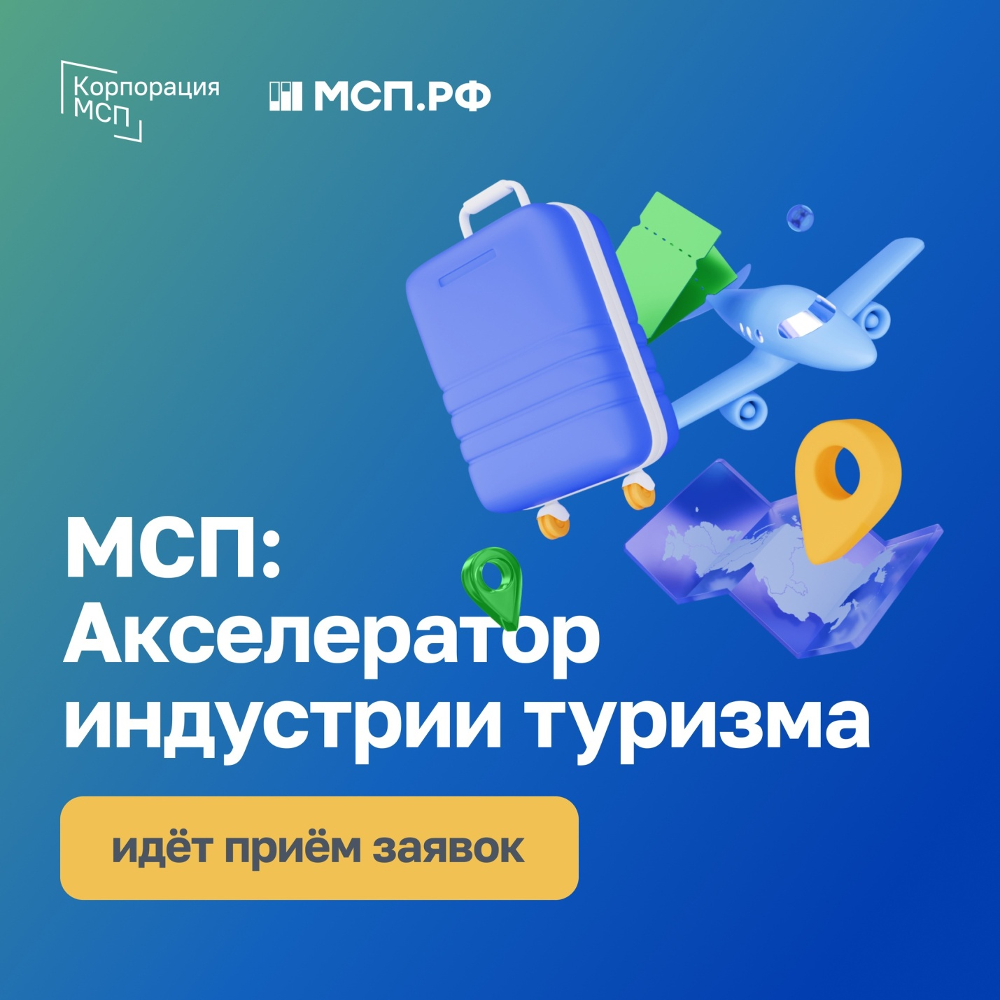 Корпорация
МСП
МСП.РФ
МСП:
Акселератор
индустрии туризма
идёт приём заявок